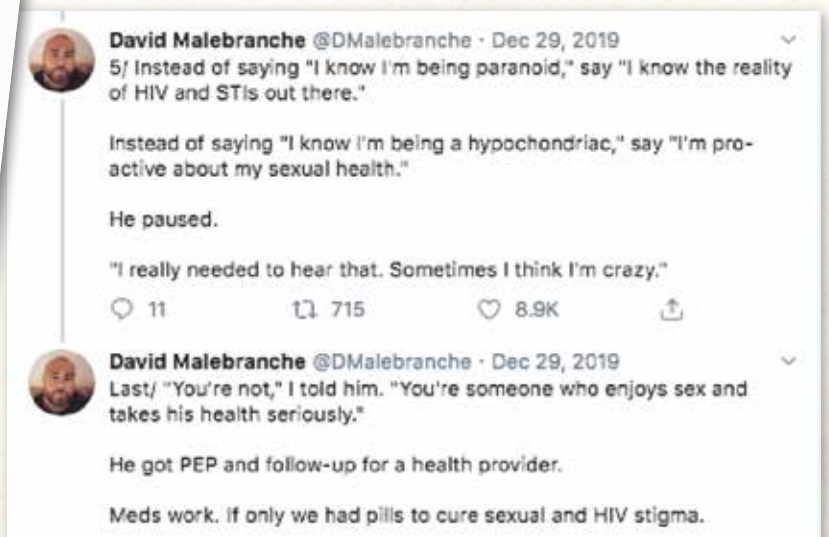 David Malebranche @DMalebranche · Dec 29, 2019
5/ Instead of saying "I know I'm being paranoid," say "I know the reality
of HIV and STIs out there."
Instead of saying "I know I'm being a hypochondriac," say "I'm pro-
active about my sexual health."
He paused.
"I really needed to hear that. Sometimes I think I'm crazy."
11 715 8.9K
David Malebranche @DMalebranche · Dec 29, 2019
Last/ "You're not," I told him. "You're someone who enjoys sex and
takes his health seriously."
He got PEP and follow-up for a health provider.
Meds work. If only we had pills to cure sexual and HIV stigma.